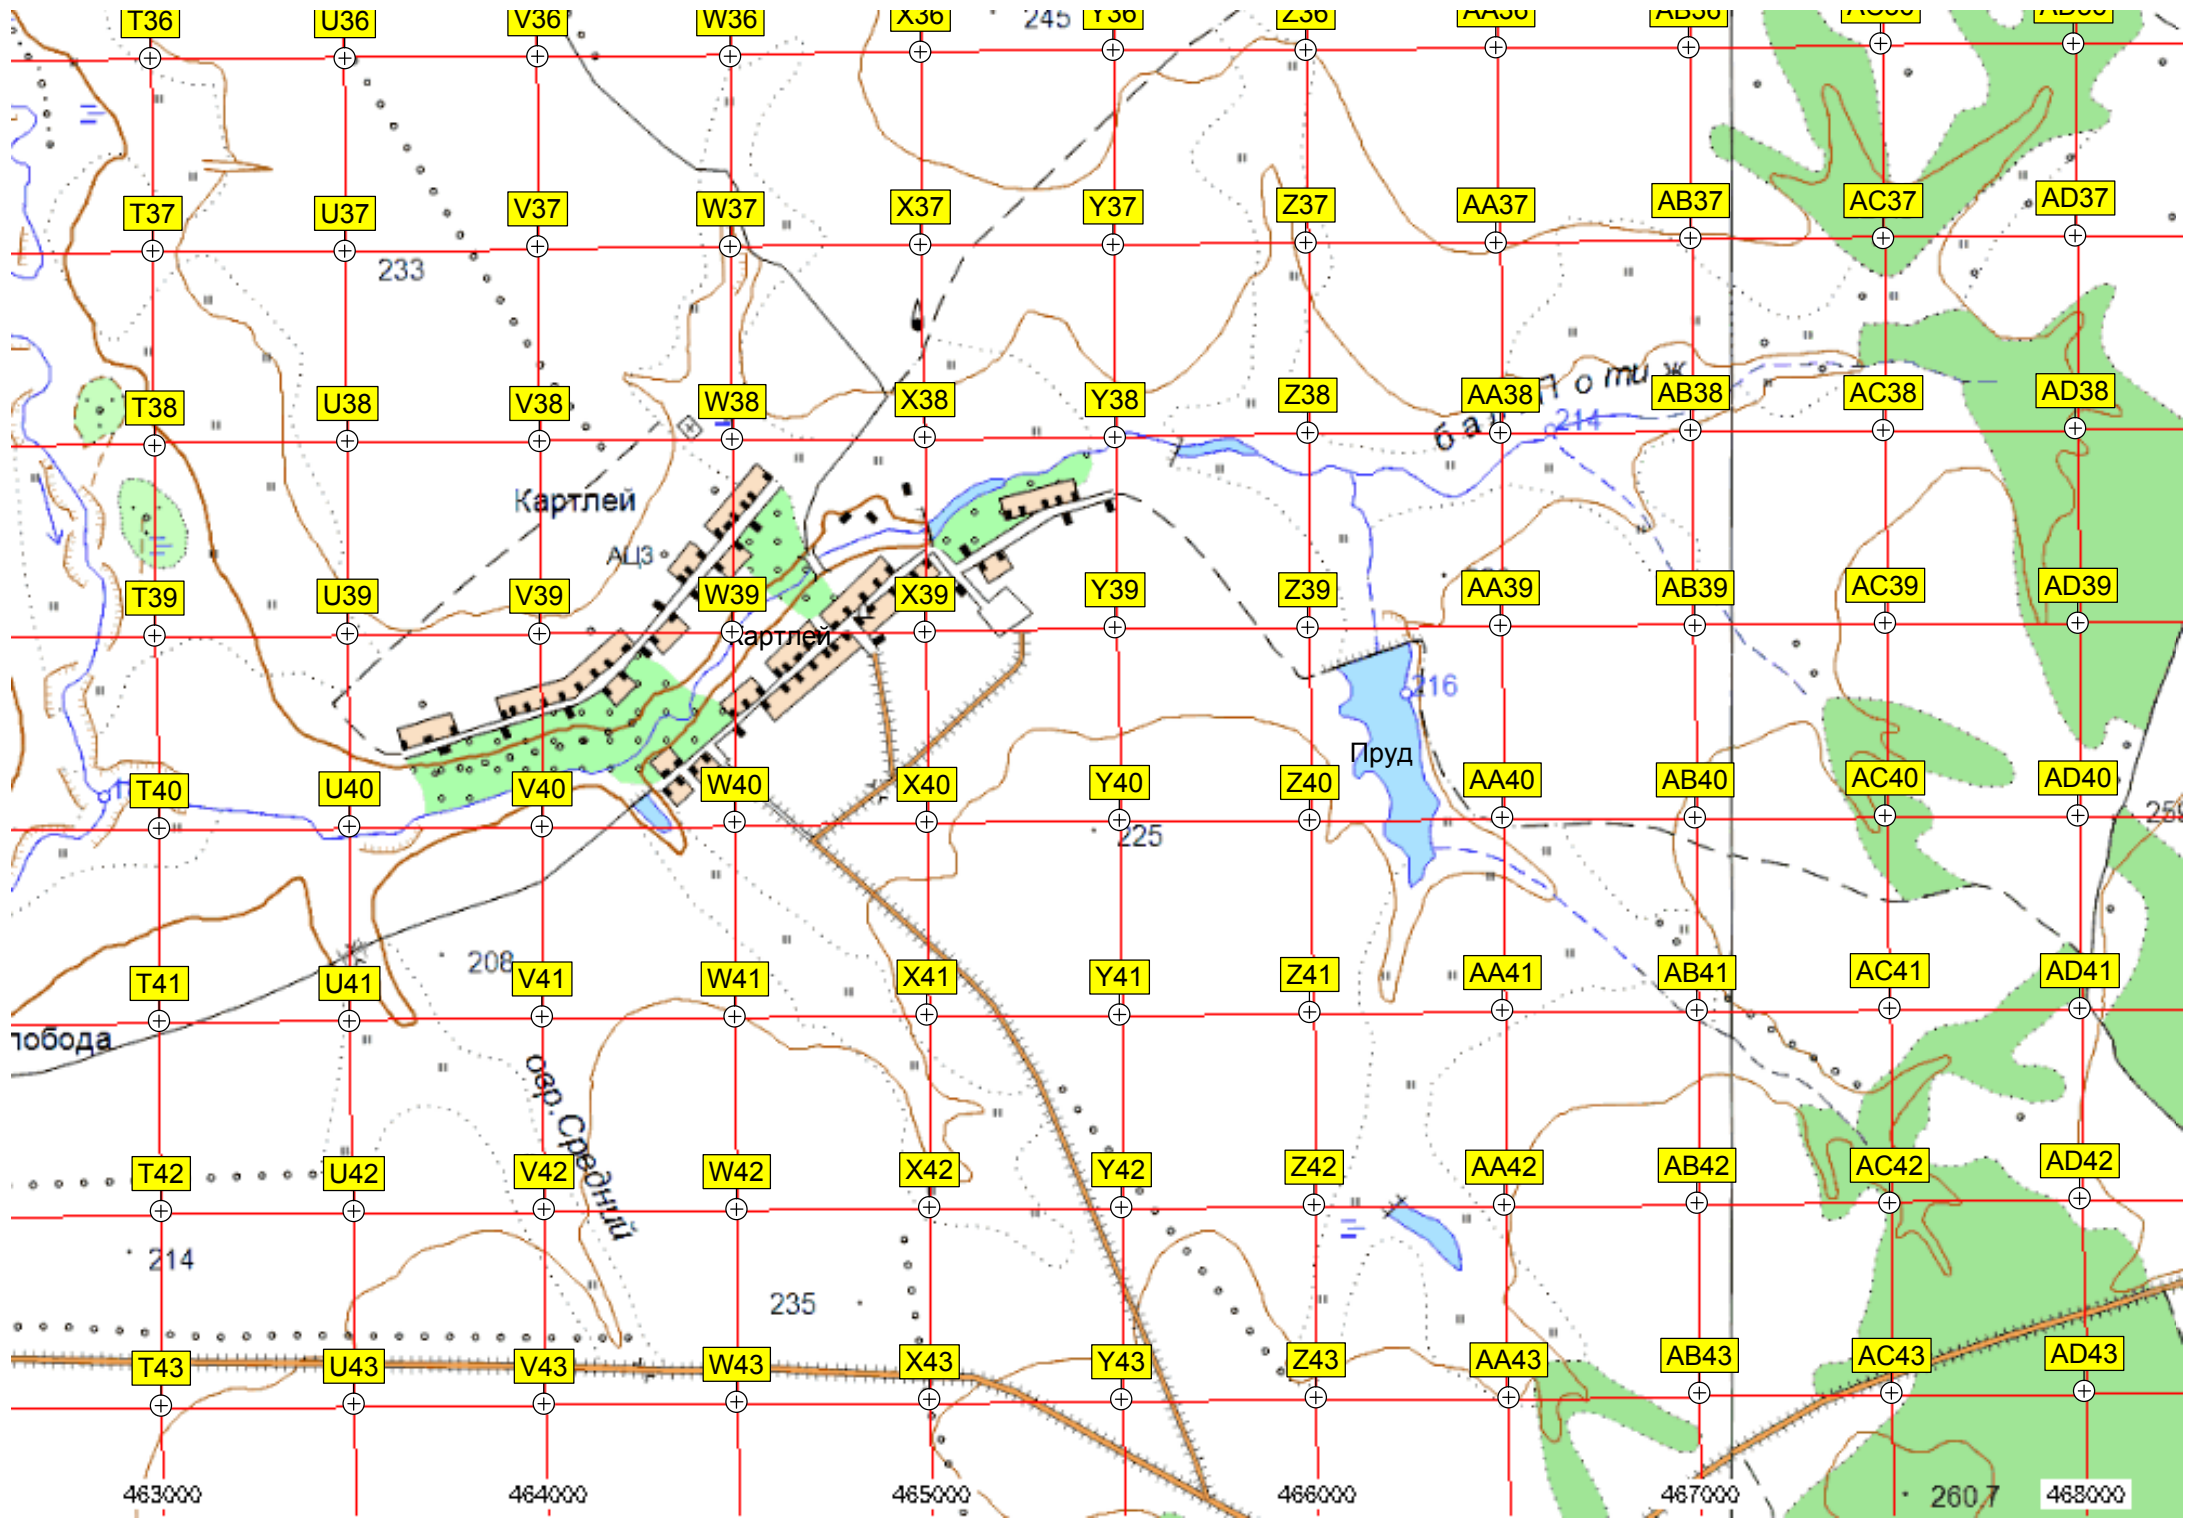 T36 U36 V36 W36 X36 245 Y36 Z36 AA36 AB36 AC36 AD36
T37 U37 V37 W37 X37 Y37 Z37 AA37 AB37 AC37 AD37
233
бал. Потиж
T38 U38 V38 W38 X38 Y38 Z38 AA38 AB38 AC38 AD38
214
Картлей
АЦЗ
T39 U39 V39 W39 X39 Y39 Z39 AA39 AB39 AC39 AD39
Картлей
216
Пруд
T40 U40 V40 W40 X40 Y40 Z40 AA40 AB40 AC40 AD40
225
208
T41 U41 V41 W41 X41 Y41 Z41 AA41 AB41 AC41 AD41
лобода
овр. Средний
T42 U42 V42 W42 X42 Y42 Z42 AA42 AB42 AC42 AD42
214
235
T43 U43 V43 W43 X43 Y43 Z43 AA43 AB43 AC43 AD43
463000 464000 465000 466000 467000 260.7 468000